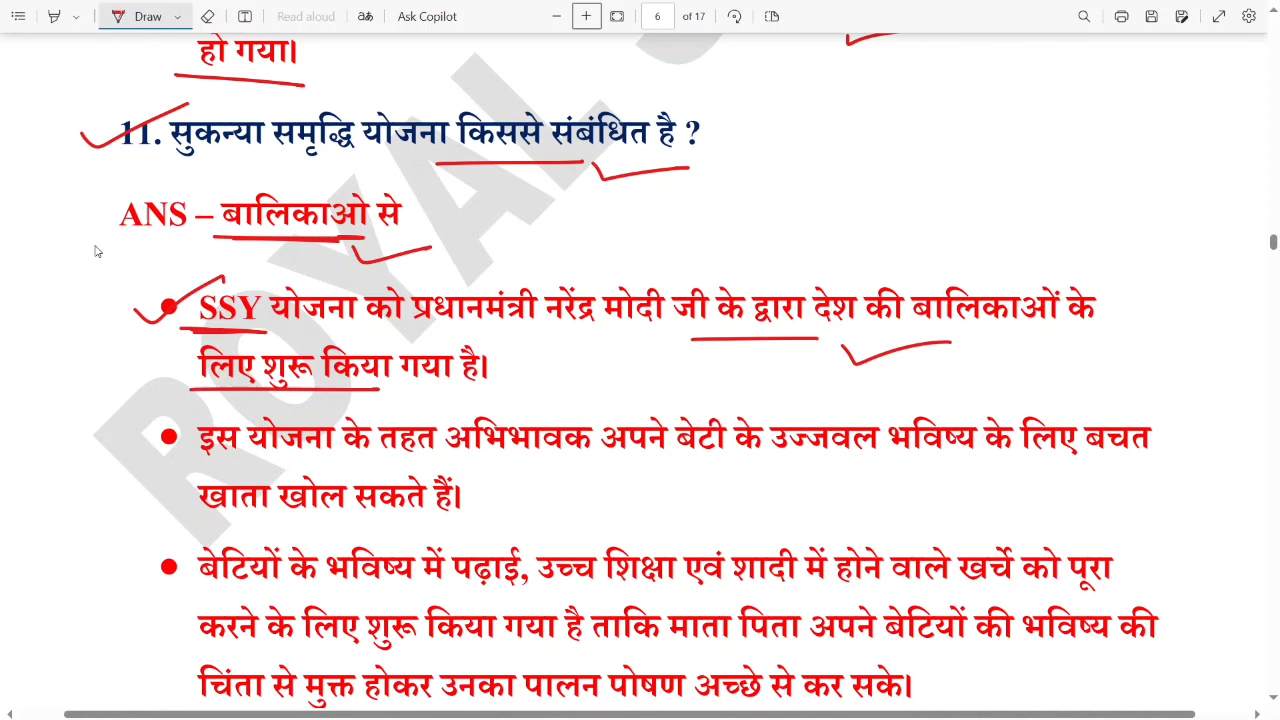 Draw
Read aloud
Ask Copilot
6 of 17
हो गया।
11. सुकन्या समृद्धि योजना किससे संबंधित है ?
ANS – बालिकाओ से
SSY योजना को प्रधानमंत्री नरेंद्र मोदी जी के द्वारा देश की बालिकाओं के
लिए शुरू किया गया है।
इस योजना के तहत अभिभावक अपने बेटी के उज्जवल भविष्य के लिए बचत
खाता खोल सकते हैं।
बेटियों के भविष्य में पढ़ाई, उच्च शिक्षा एवं शादी में होने वाले खर्चे को पूरा
करने के लिए शुरू किया गया है ताकि माता पिता अपने बेटियों की भविष्य की
चिंता से मुक्त होकर उनका पालन पोषण अच्छे से कर सके।
ROYAL